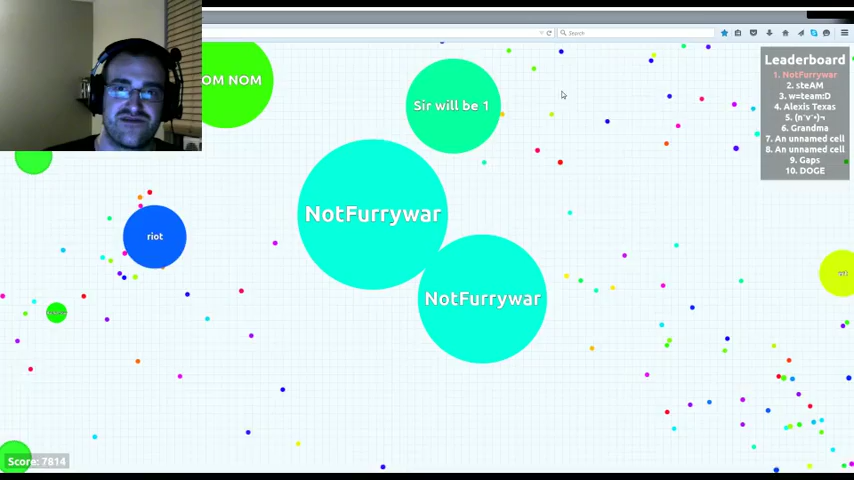 Search
OM NOM
Sir will be 1
NotFurrywar
NotFurrywar
riot
Leaderboard
1. NotFurrywar
2. steAM
3. w=team:D
4. Alexis Texas
6. Grandma
7. An unnamed cell
8. An unnamed cell
9. Gaps
10. DOGE
Score: 7814